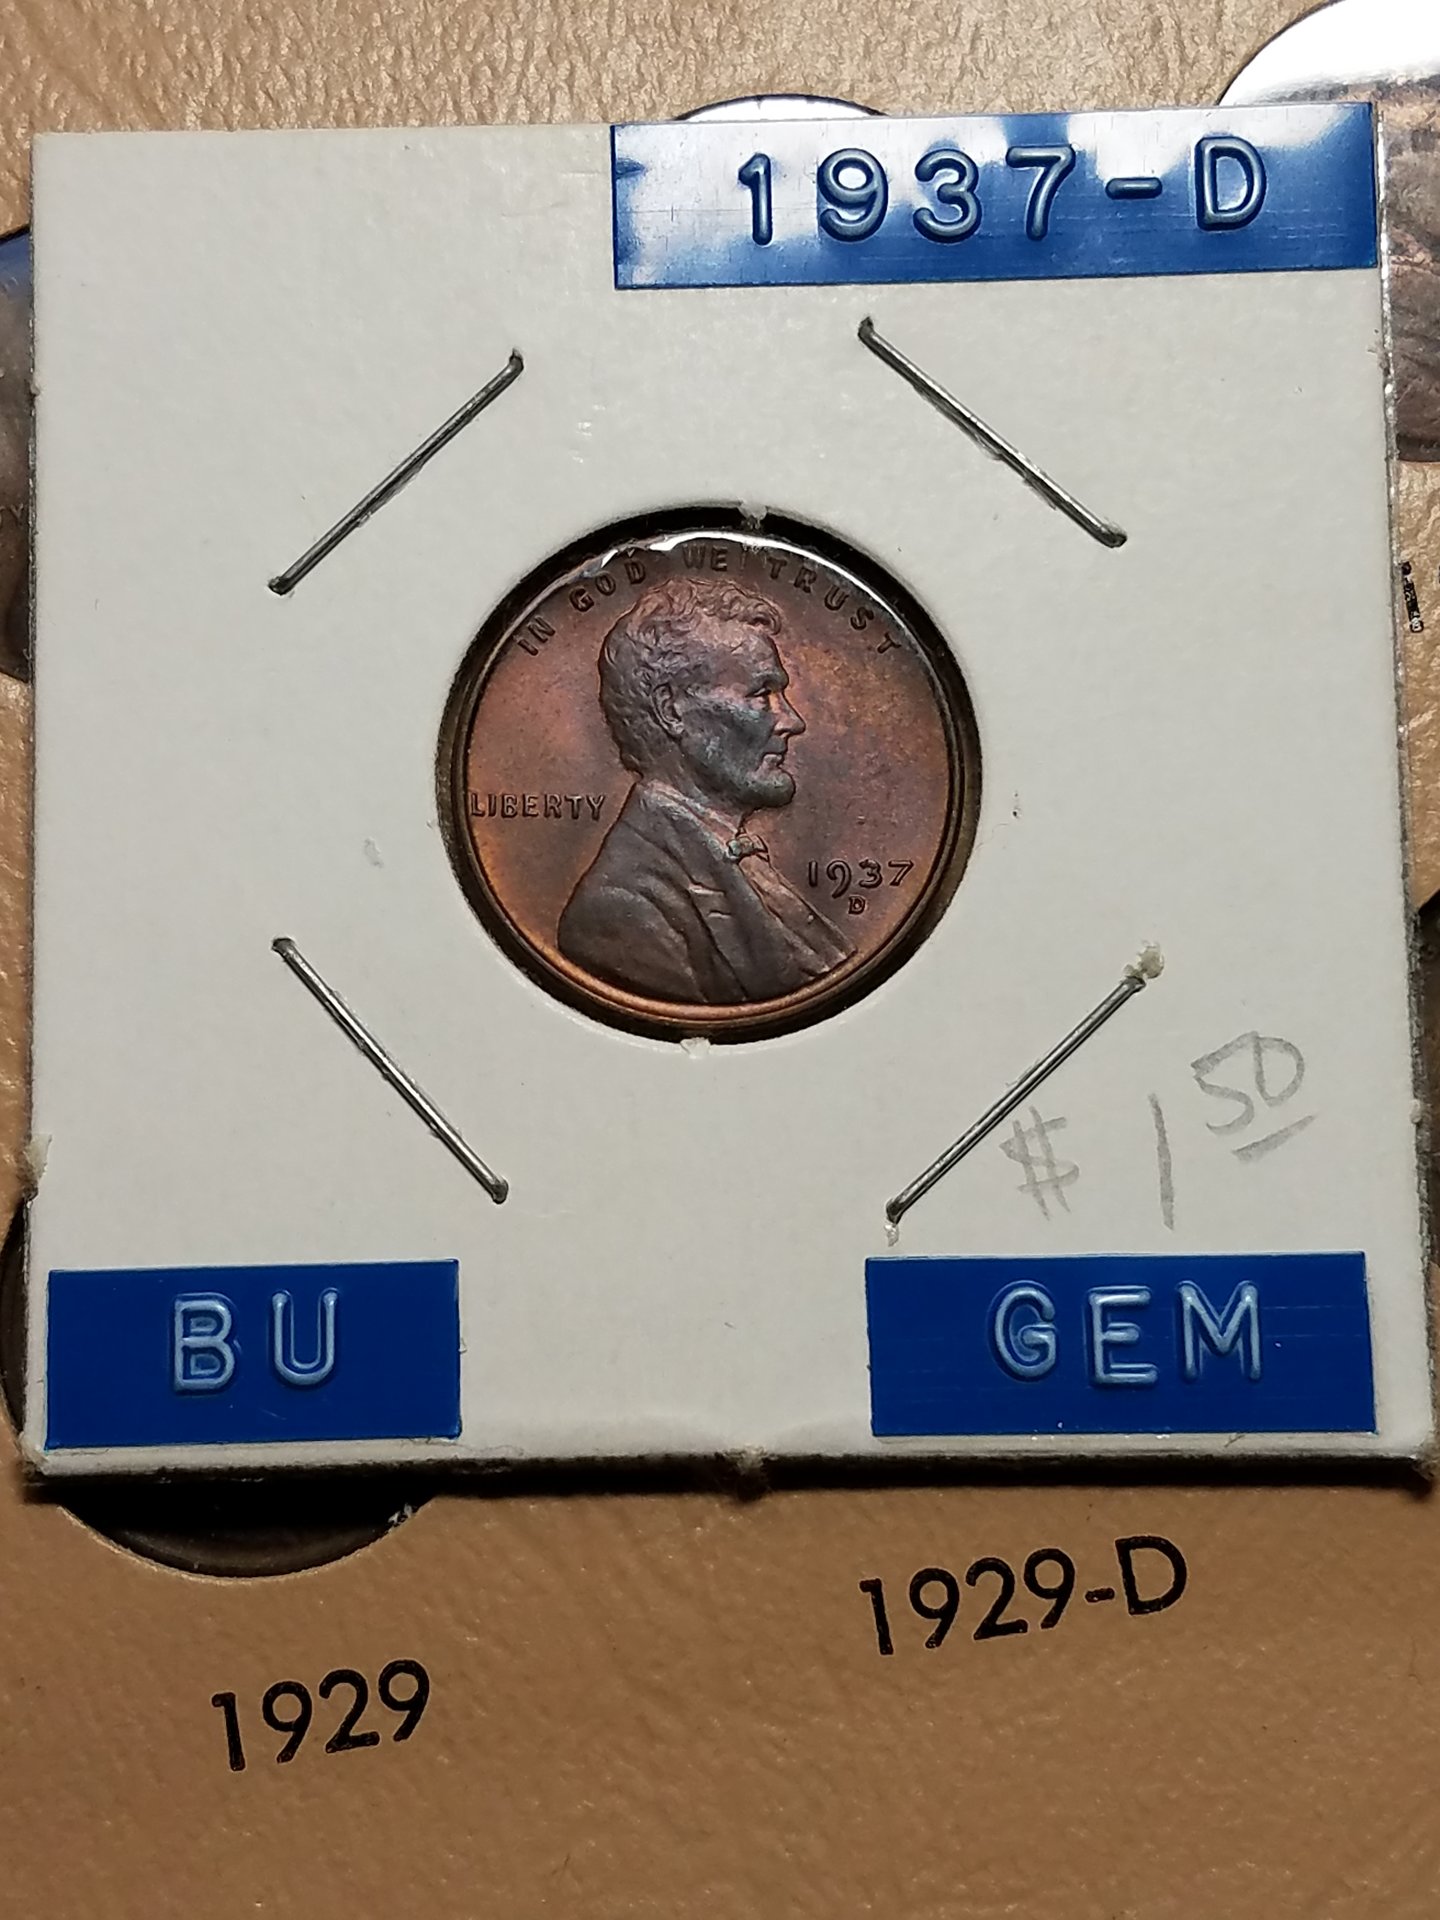 1937-D
IN GOD WE TRUST
LIBERTY
1937
D
$1 50
BU
GEM
1929
1929-D